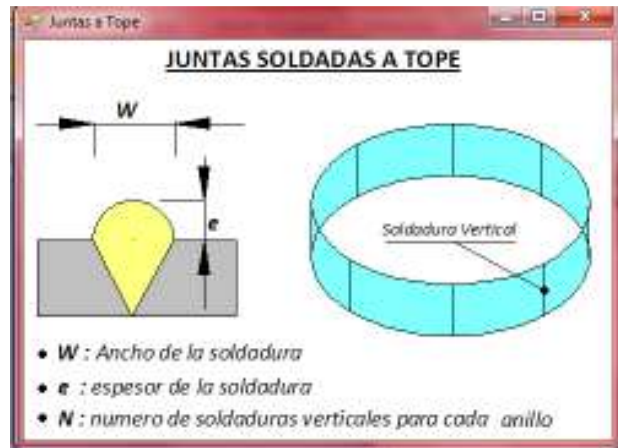 Juntas a Tope
JUNTAS SOLDADAS A TOPE
W
e
Soldadura Vertical
• W : Ancho de la soldadura
• e : espesor de la soldadura
• N : numero de soldaduras verticales para cada anillo